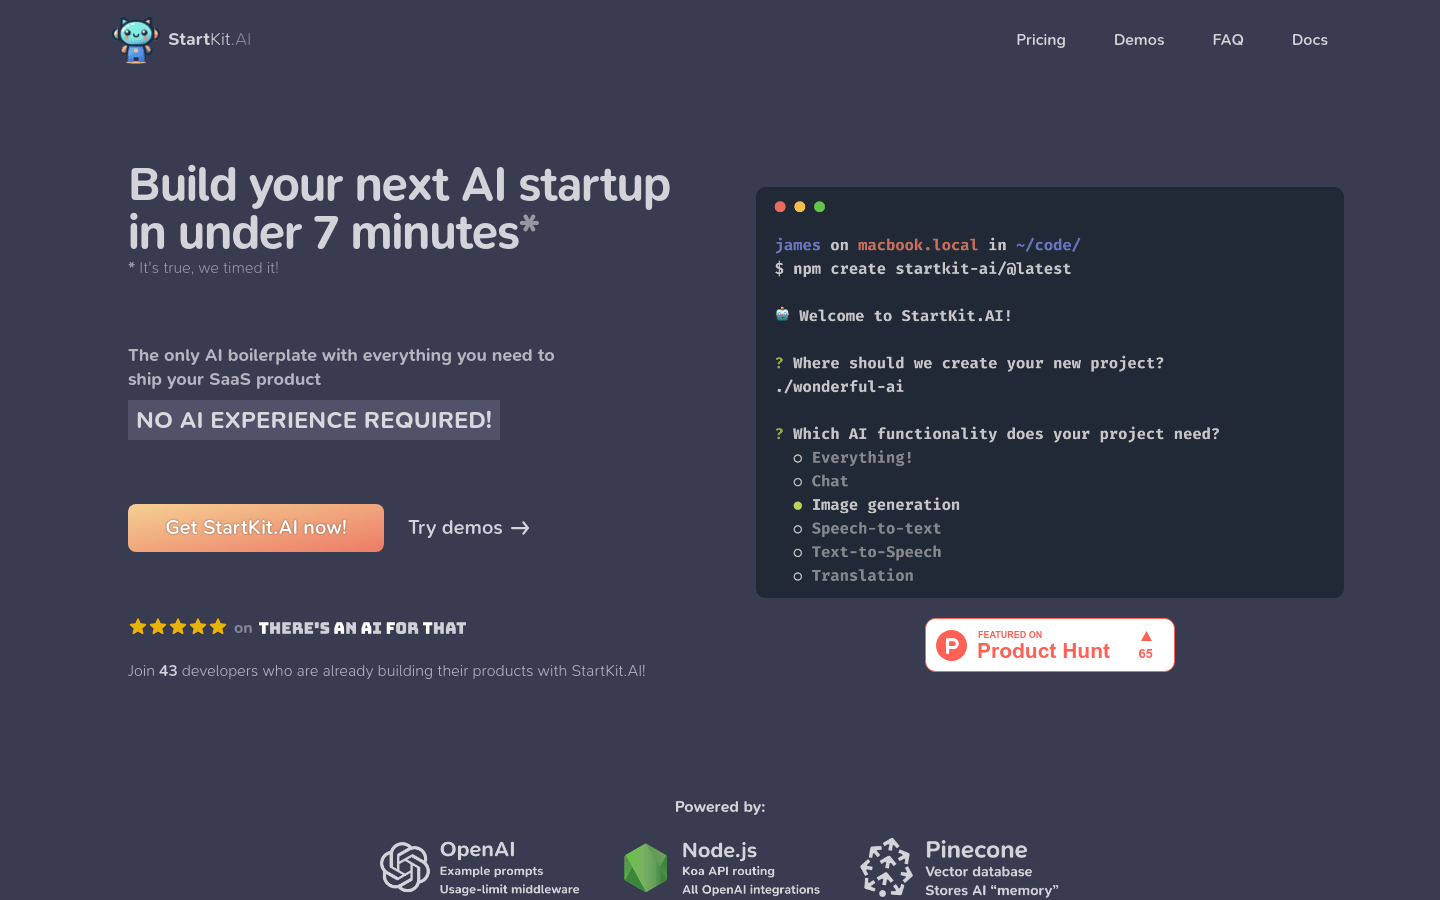 StartKit.AI
Pricing
Demos
FAQ
Docs
Build your next AI startup
in under 7 minutes*
* It's true, we timed it!
The only AI boilerplate with everything you need to
ship your SaaS product
NO AI EXPERIENCE REQUIRED!
Get StartKit.AI now!
Try demos →
on THERE'S AN AI FOR THAT
Join 43 developers who are already building their products with StartKit.AI!
james on macbook.local in ~/code/
$ npm create startkit-ai/@latest
Welcome to StartKit.AI!
? Where should we create your new project?
./wonderful-ai
? Which AI functionality does your project need?
Everything!
Chat
Image generation
Speech-to-text
Text-to-Speech
Translation
FEATURED ON
Product Hunt
65
Powered by:
OpenAI
Example prompts
Usage-limit middleware
Node.js
Koa API routing
All OpenAI integrations
Pinecone
Vector database
Stores AI “memory”